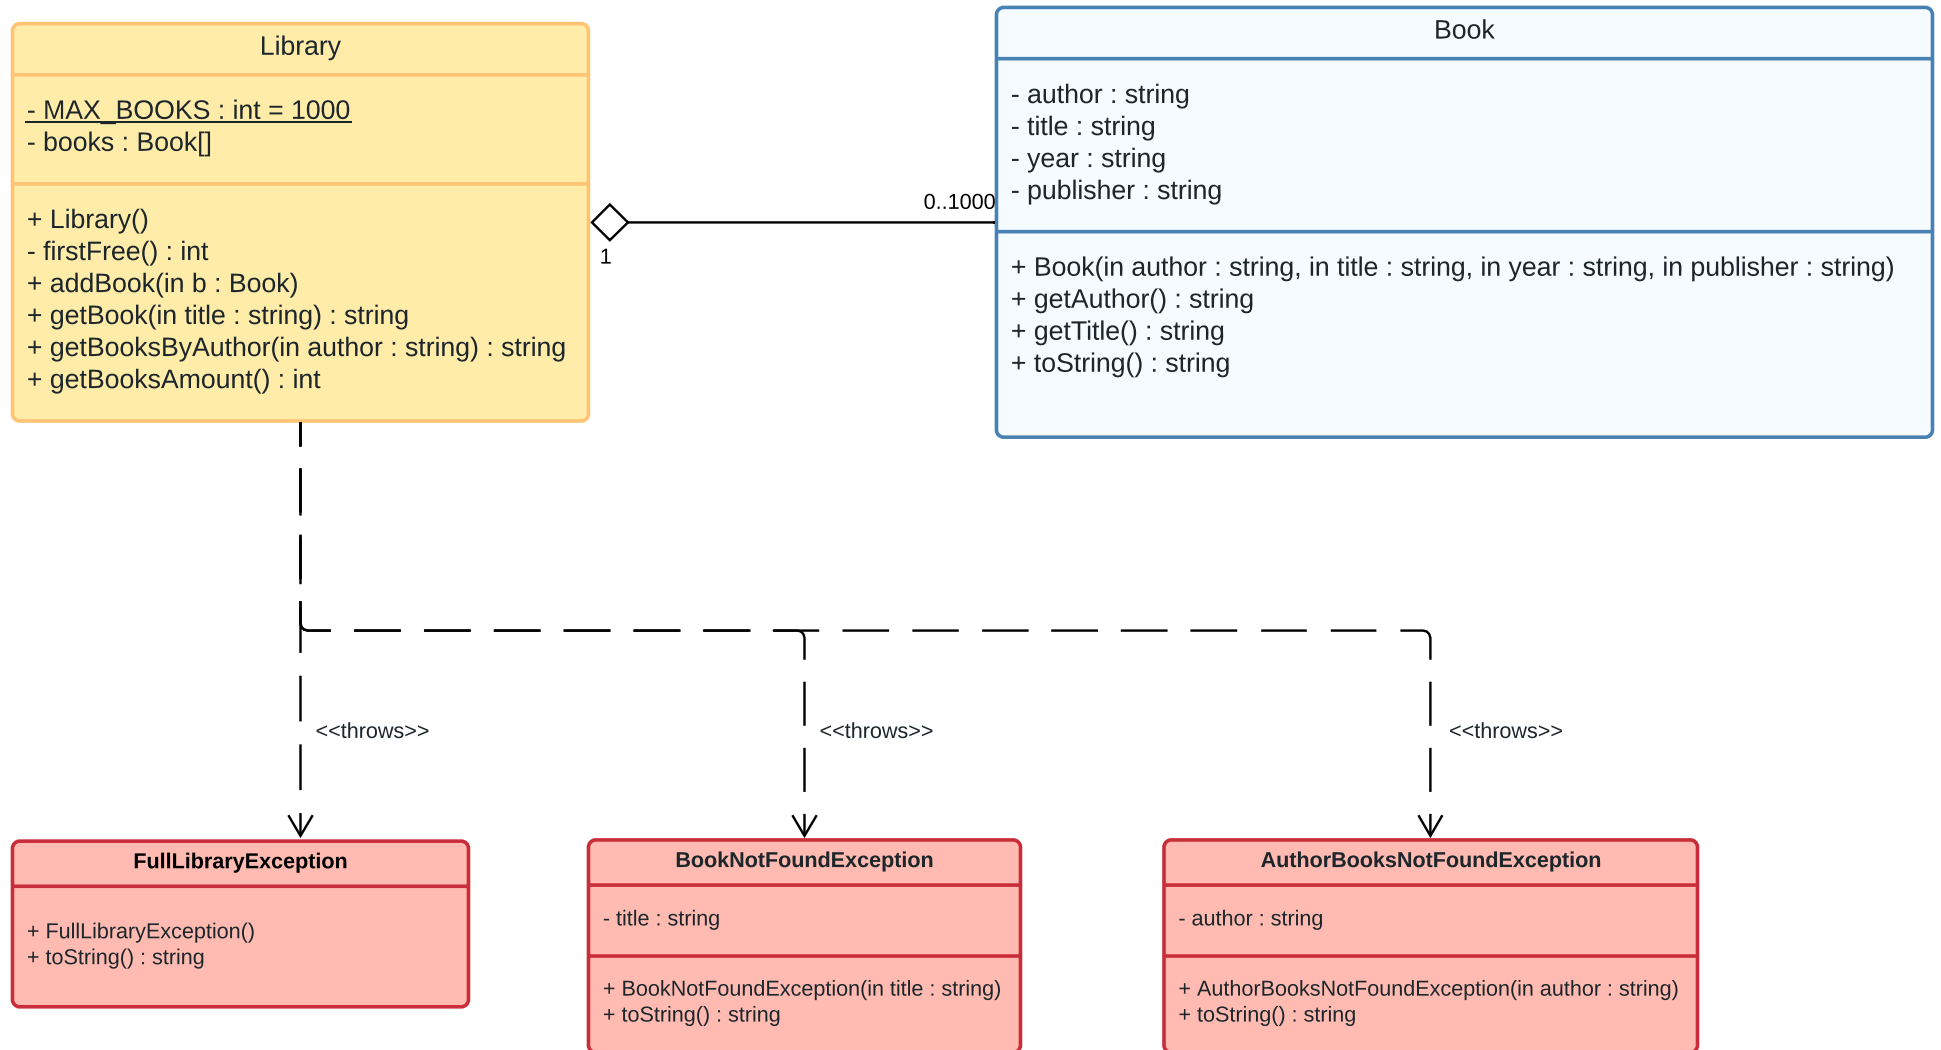 Library
- MAX_BOOKS : int = 1000
- books : Book[]
+ Library()
- firstFree() : int
+ addBook(in b : Book)
+ getBook(in title : string) : string
+ getBooksByAuthor(in author : string) : string
+ getBooksAmount() : int
1
0..1000
Book
- author : string
- title : string
- year : string
- publisher : string
+ Book(in author : string, in title : string, in year : string, in publisher : string)
+ getAuthor() : string
+ getTitle() : string
+ toString() : string
<<throws>>
<<throws>>
<<throws>>
FullLibraryException
+ FullLibraryException()
+ toString() : string
BookNotFoundException
- title : string
+ BookNotFoundException(in title : string)
+ toString() : string
AuthorBooksNotFoundException
- author : string
+ AuthorBooksNotFoundException(in author : string)
+ toString() : string